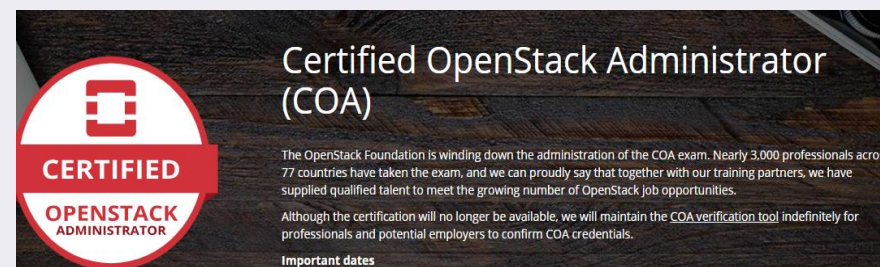 Certified OpenStack Administrator
(COA)
CERTIFIED
OPENSTACK
ADMINISTRATOR
The OpenStack Foundation is winding down the administration of the COA exam. Nearly 3,000 professionals acro
77 countries have taken the exam, and we can proudly say that together with our training partners, we have
supplied qualified talent to meet the growing number of OpenStack job opportunities.
Although the certification will no longer be available, we will maintain the COA verification tool indefinitely for
professionals and potential employers to confirm COA credentials.
Important dates